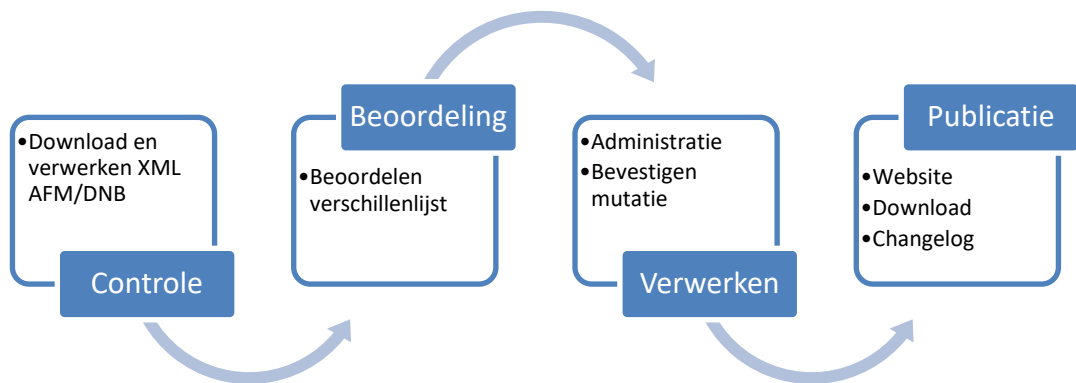 •Download en
verwerken XML
AFM/DNB
Controle
Beoordeling
•Beoordelen
verschillenlijst
•Administratie
•Bevestigen
mutatie
Verwerken
Publicatie
•Website
•Download
•Changelog